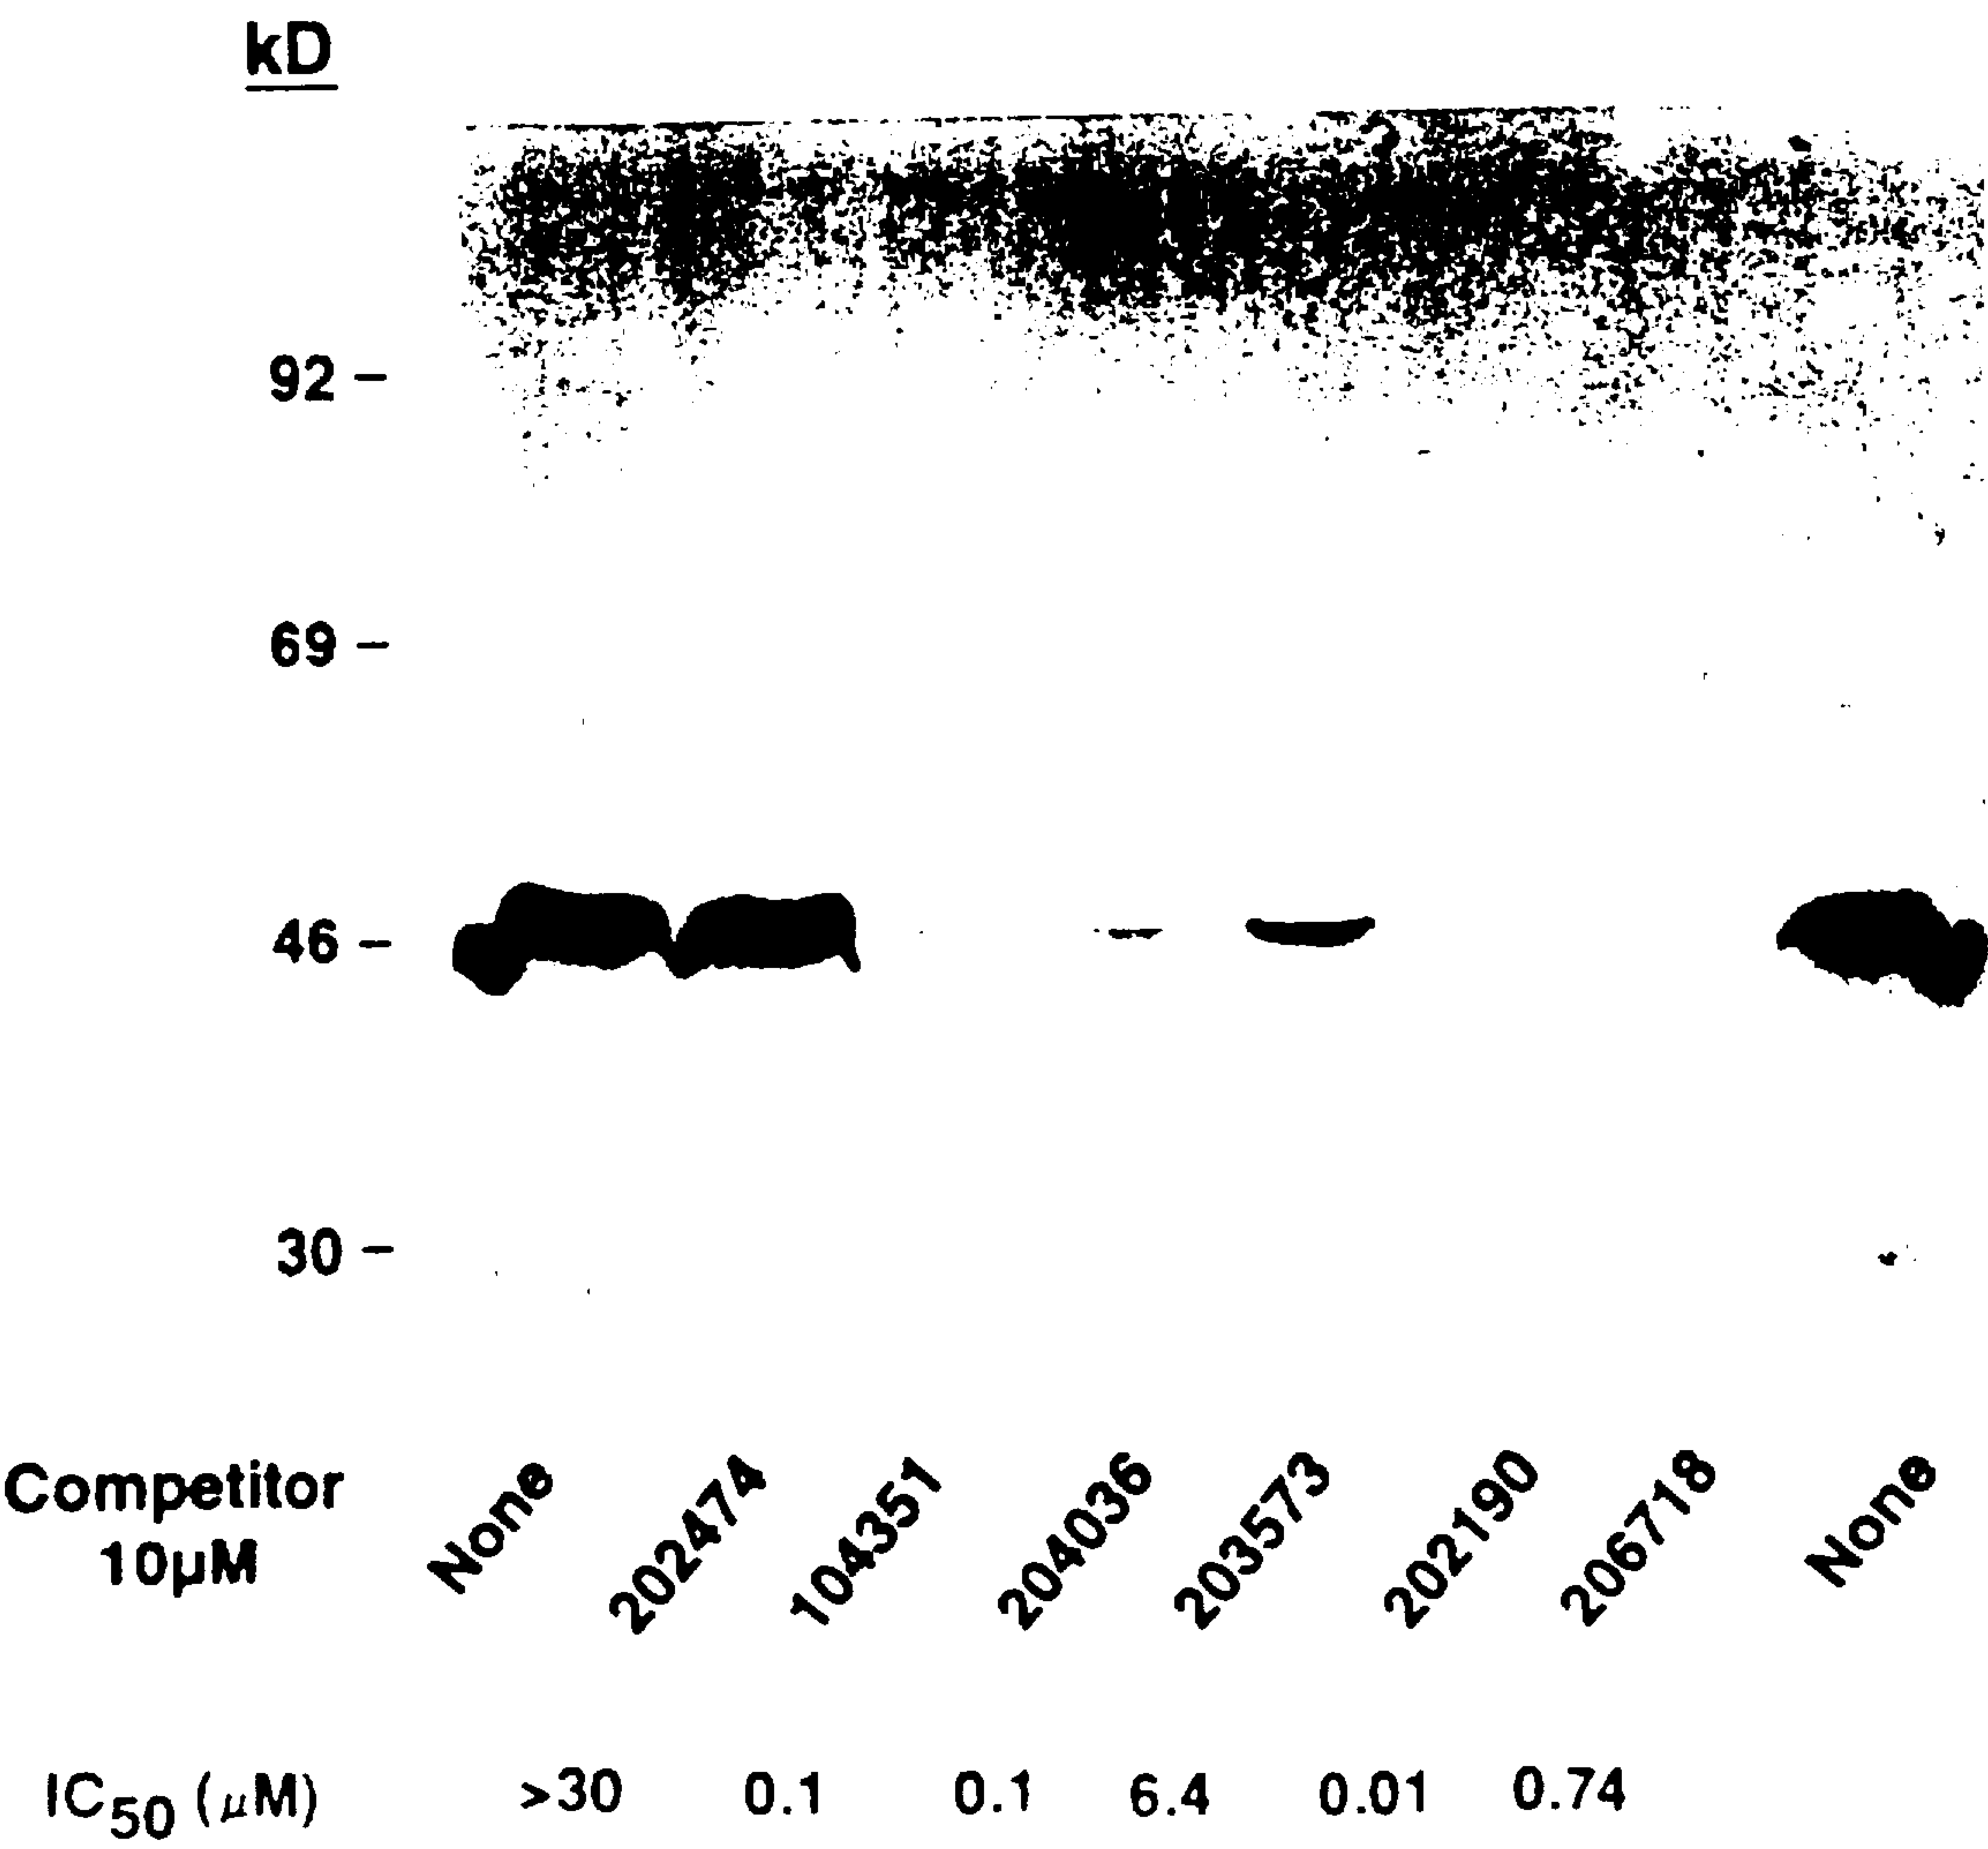 kD
92 –
69 –
46 –
30 –
Competitor 10μM None 202474 104351 204036 203573 202190 206718 None
IC50 (μM) >30 0.1 0.1 6.4 0.01 0.74